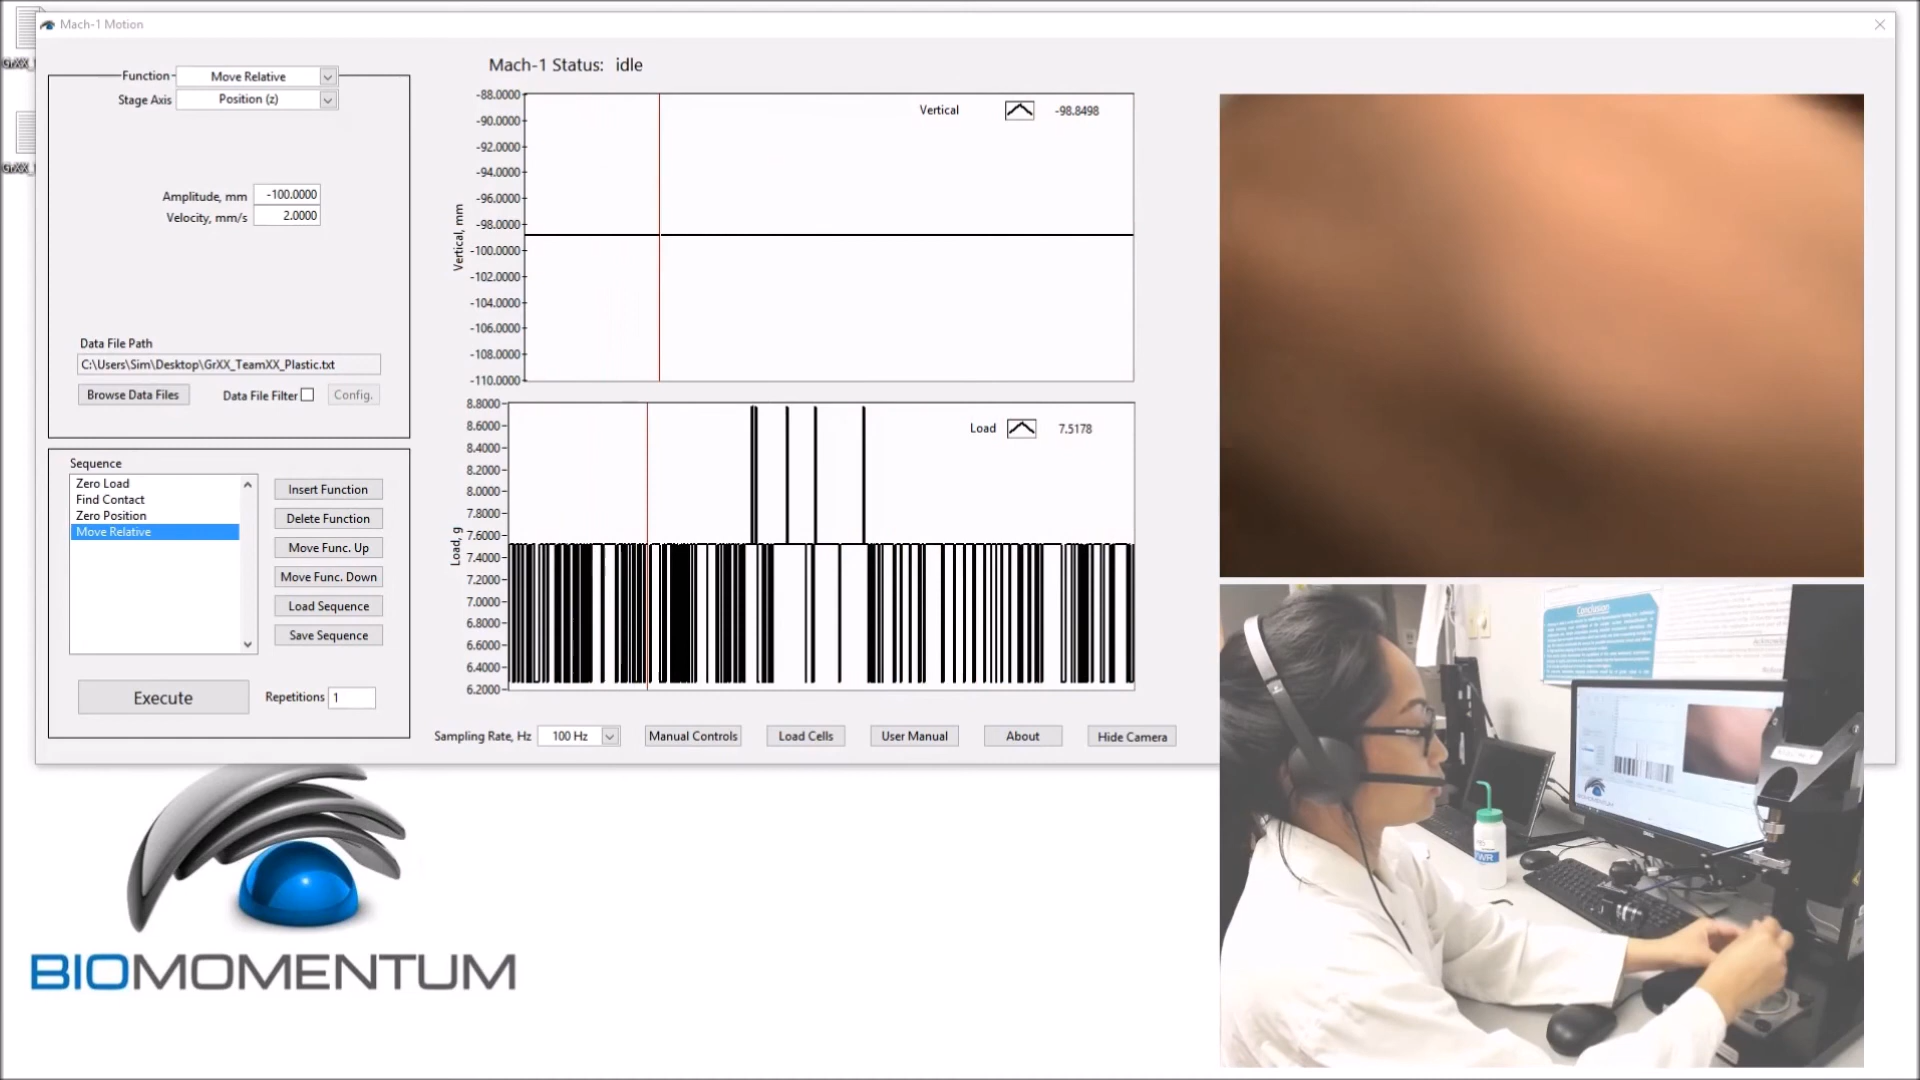 Mach-1 Motion
Function
Move Relative
Stage Axis
Position (z)
Amplitude, mm
-100.0000
Velocity, mm/s
2.0000
Data File Path
C:\Users\Sim\Desktop\GrXX_TeamXX_Plastic.txt
Browse Data Files
Data File Filter
Config.
Sequence
Zero Load
Find Contact
Zero Position
Move Relative
Insert Function
Delete Function
Move Func. Up
Move Func. Down
Load Sequence
Save Sequence
Execute
Repetitions
1
Mach-1 Status: idle
-88.0000
-90.0000
-92.0000
-94.0000
-96.0000
-98.0000
-100.0000
-102.0000
-104.0000
-106.0000
-108.0000
-110.0000
Vertical, mm
Vertical
-98.8498
8.8000
8.6000
8.4000
8.2000
8.0000
7.8000
7.6000
7.4000
7.2000
7.0000
6.8000
6.6000
6.4000
6.2000
Load, g
Load
7.5178
Sampling Rate, Hz
100 Hz
Manual Controls
Load Cells
User Manual
About
Hide Camera
Conclusion
BIOMOMENTUM
BIOMOMENTUM